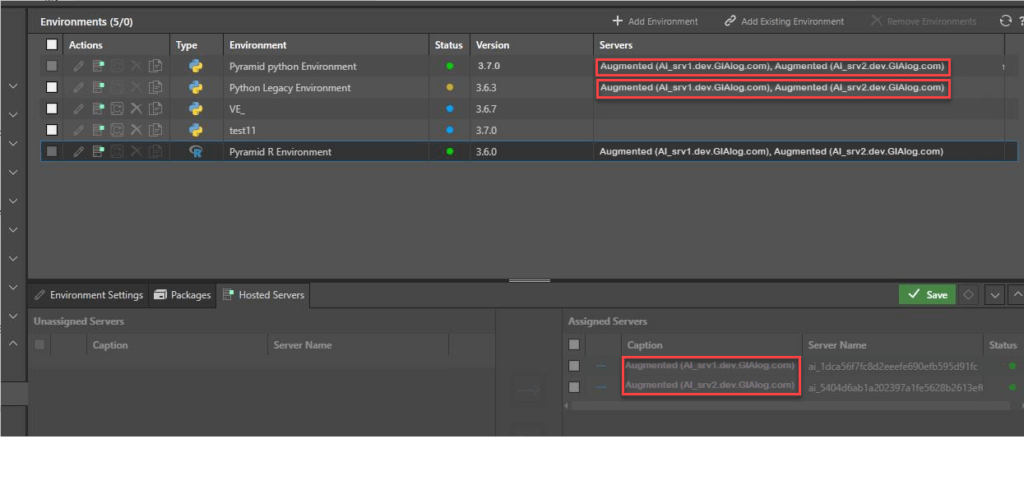 Environments (5/0)
Add Environment
Add Existing Environment
Remove Environments
?
Actions Type Environment Status Version Servers
Pyramid python Environment 3.7.0 Augmented (AI_srv1.dev.GIAlog.com), Augmented (AI_srv2.dev.GIAlog.com)
Python Legacy Environment 3.6.3 Augmented (AI_srv1.dev.GIAlog.com), Augmented (AI_srv2.dev.GIAlog.com)
VE_ 3.6.7
test11 3.7.0
Pyramid R Environment 3.6.0 Augmented (AI_srv1.dev.GIAlog.com), Augmented (AI_srv2.dev.GIAlog.com)
Environment Settings Packages Hosted Servers Save
Unassigned Servers
Caption Server Name
Assigned Servers
Caption Server Name Status
Augmented (AI_srv1.dev.GIAlog.com) ai_1dca56f7fc8d2eeefe690efb595d91fc
Augmented (AI_srv2.dev.GIAlog.com)